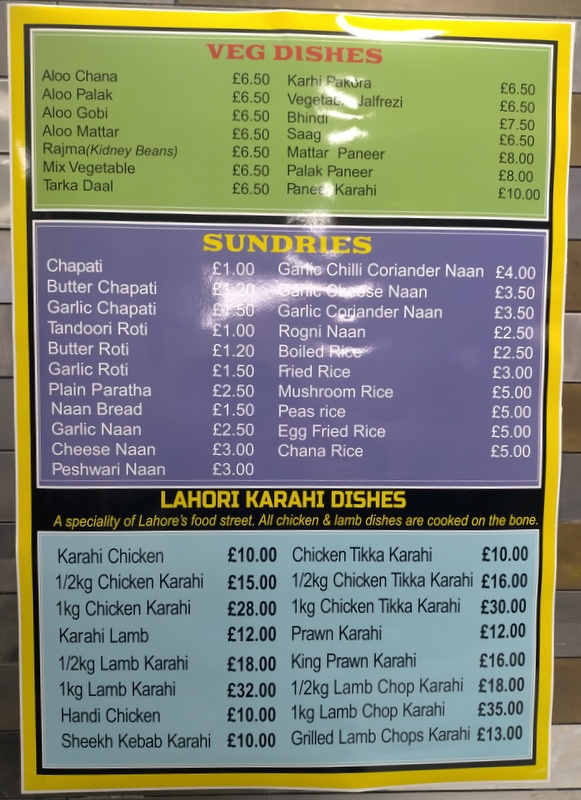 VEG DISHES
Aloo Chana £6.50
Aloo Palak £6.50
Aloo Gobi £6.50
Aloo Mattar £6.50
Rajma(Kidney Beans) £6.50
Mix Vegetable £6.50
Tarka Daal £6.50
Karhi Pakora £6.50
Vegetable Jalfrezi £6.50
Bhindi £7.50
Saag £6.50
Mattar Paneer £8.00
Palak Paneer £8.00
Paneer Karahi £10.00
SUNDRIES
Chapati £1.00
Butter Chapati £1.20
Garlic Chapati £1.50
Tandoori Roti £1.00
Butter Roti £1.20
Garlic Roti £1.50
Plain Paratha £2.50
Naan Bread £1.50
Garlic Naan £2.50
Cheese Naan £3.00
Peshwari Naan £3.00
Garlic Chilli Coriander Naan £4.00
Garlic Cheese Naan £3.50
Garlic Coriander Naan £3.50
Rogni Naan £2.50
Boiled Rice £2.50
Fried Rice £3.00
Mushroom Rice £5.00
Peas rice £5.00
Egg Fried Rice £5.00
Chana Rice £5.00
LAHORI KARAHI DISHES
A speciality of Lahore's food street. All chicken & lamb dishes are cooked on the bone.
Karahi Chicken £10.00
1/2kg Chicken Karahi £15.00
1kg Chicken Karahi £28.00
Karahi Lamb £12.00
1/2kg Lamb Karahi £18.00
1kg Lamb Karahi £32.00
Handi Chicken £10.00
Sheekh Kebab Karahi £10.00
Chicken Tikka Karahi £10.00
1/2kg Chicken Tikka Karahi £16.00
1kg Chicken Tikka Karahi £30.00
Prawn Karahi £12.00
King Prawn Karahi £16.00
1/2kg Lamb Chop Karahi £18.00
1kg Lamb Chop Karahi £35.00
Grilled Lamb Chops Karahi £13.00